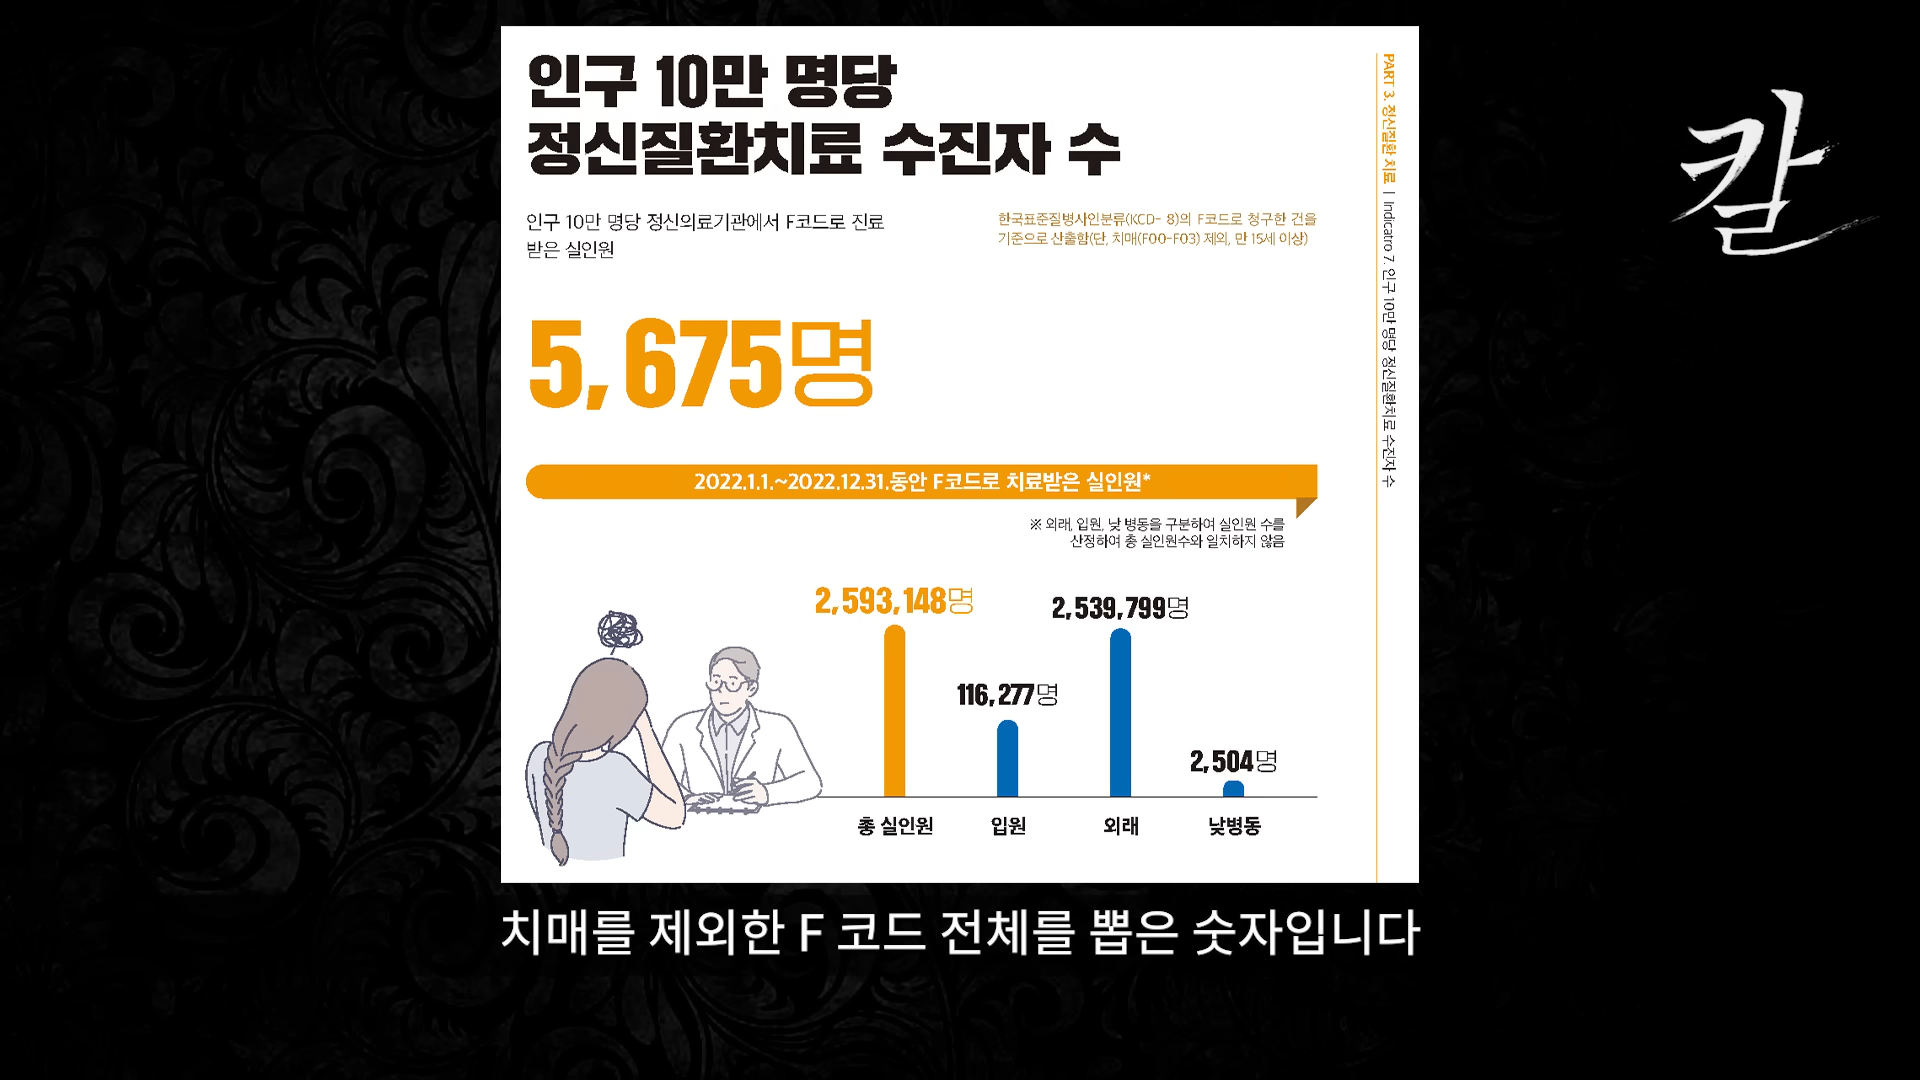 인구 10만 명당
정신질환치료 수진자 수
인구 10만 명당 정신의료기관에서 F코드로 진료
받은 실인원
한국표준질병사인분류(KCD- 8)의 F코드로 청구한 건을
기준으로 산출함(단, 치매(F00-F03) 제외, 만 15세 이상)
5,675명
2022.1.1.~2022.12.31.동안 F코드로 치료받은 실인원*
※ 외래, 입원, 낮 병동을 구분하여 실인원 수를
산정하여 총 실인원수와 일치하지 않음
2,593,148명
116,277명
2,539,799명
2,504명
총 실인원
입원
외래
낮병동
PART 3. 정신질환 치료 | Indicatro 7. 인구 10만 명당 정신질환치료 수진자 수
칼
치매를 제외한 F 코드 전체를 뽑은 숫자입니다